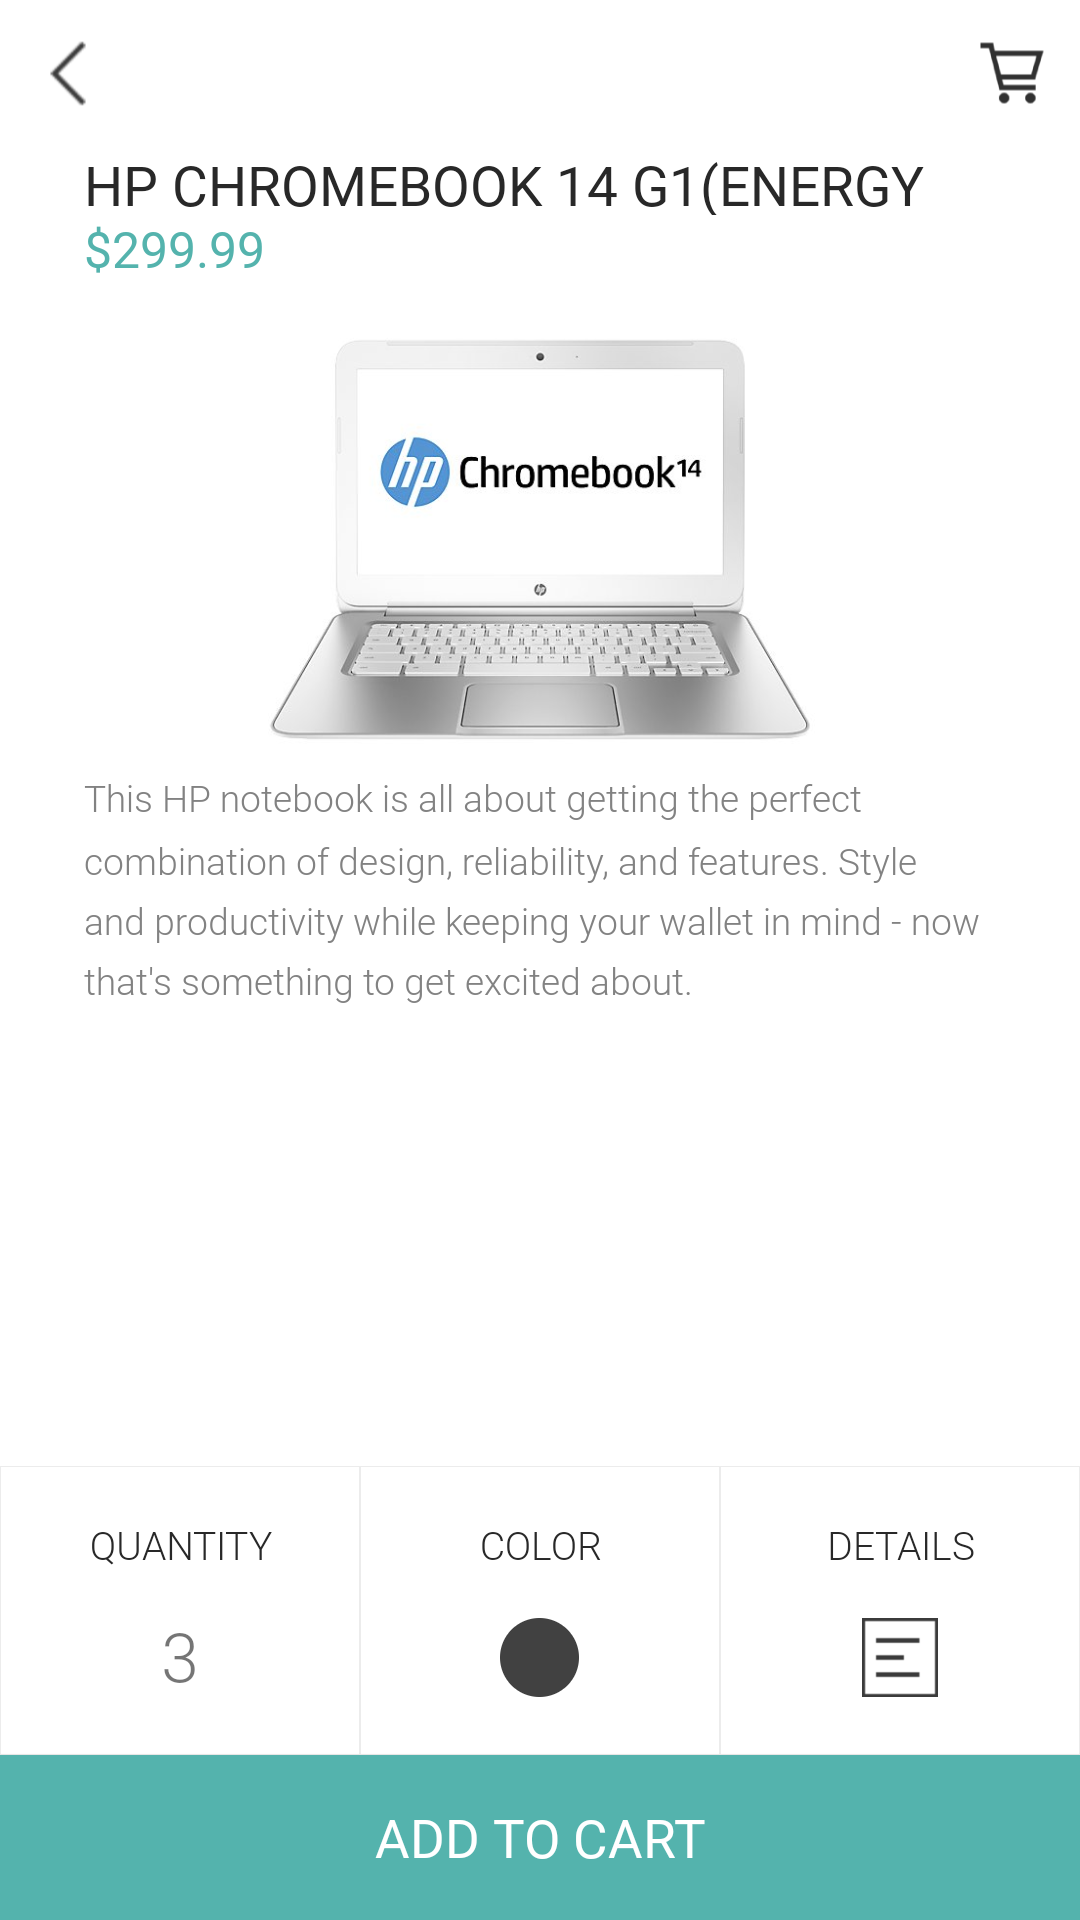 HP CHROMEBOOK 14 G1(ENERGY
$299.99
hp Chromebook14
hp
This HP notebook is all about getting the perfect
combination of design, reliability, and features. Style
and productivity while keeping your wallet in mind - now
that's something to get excited about.
QUANTITY
COLOR
DETAILS
3
ADD TO CART